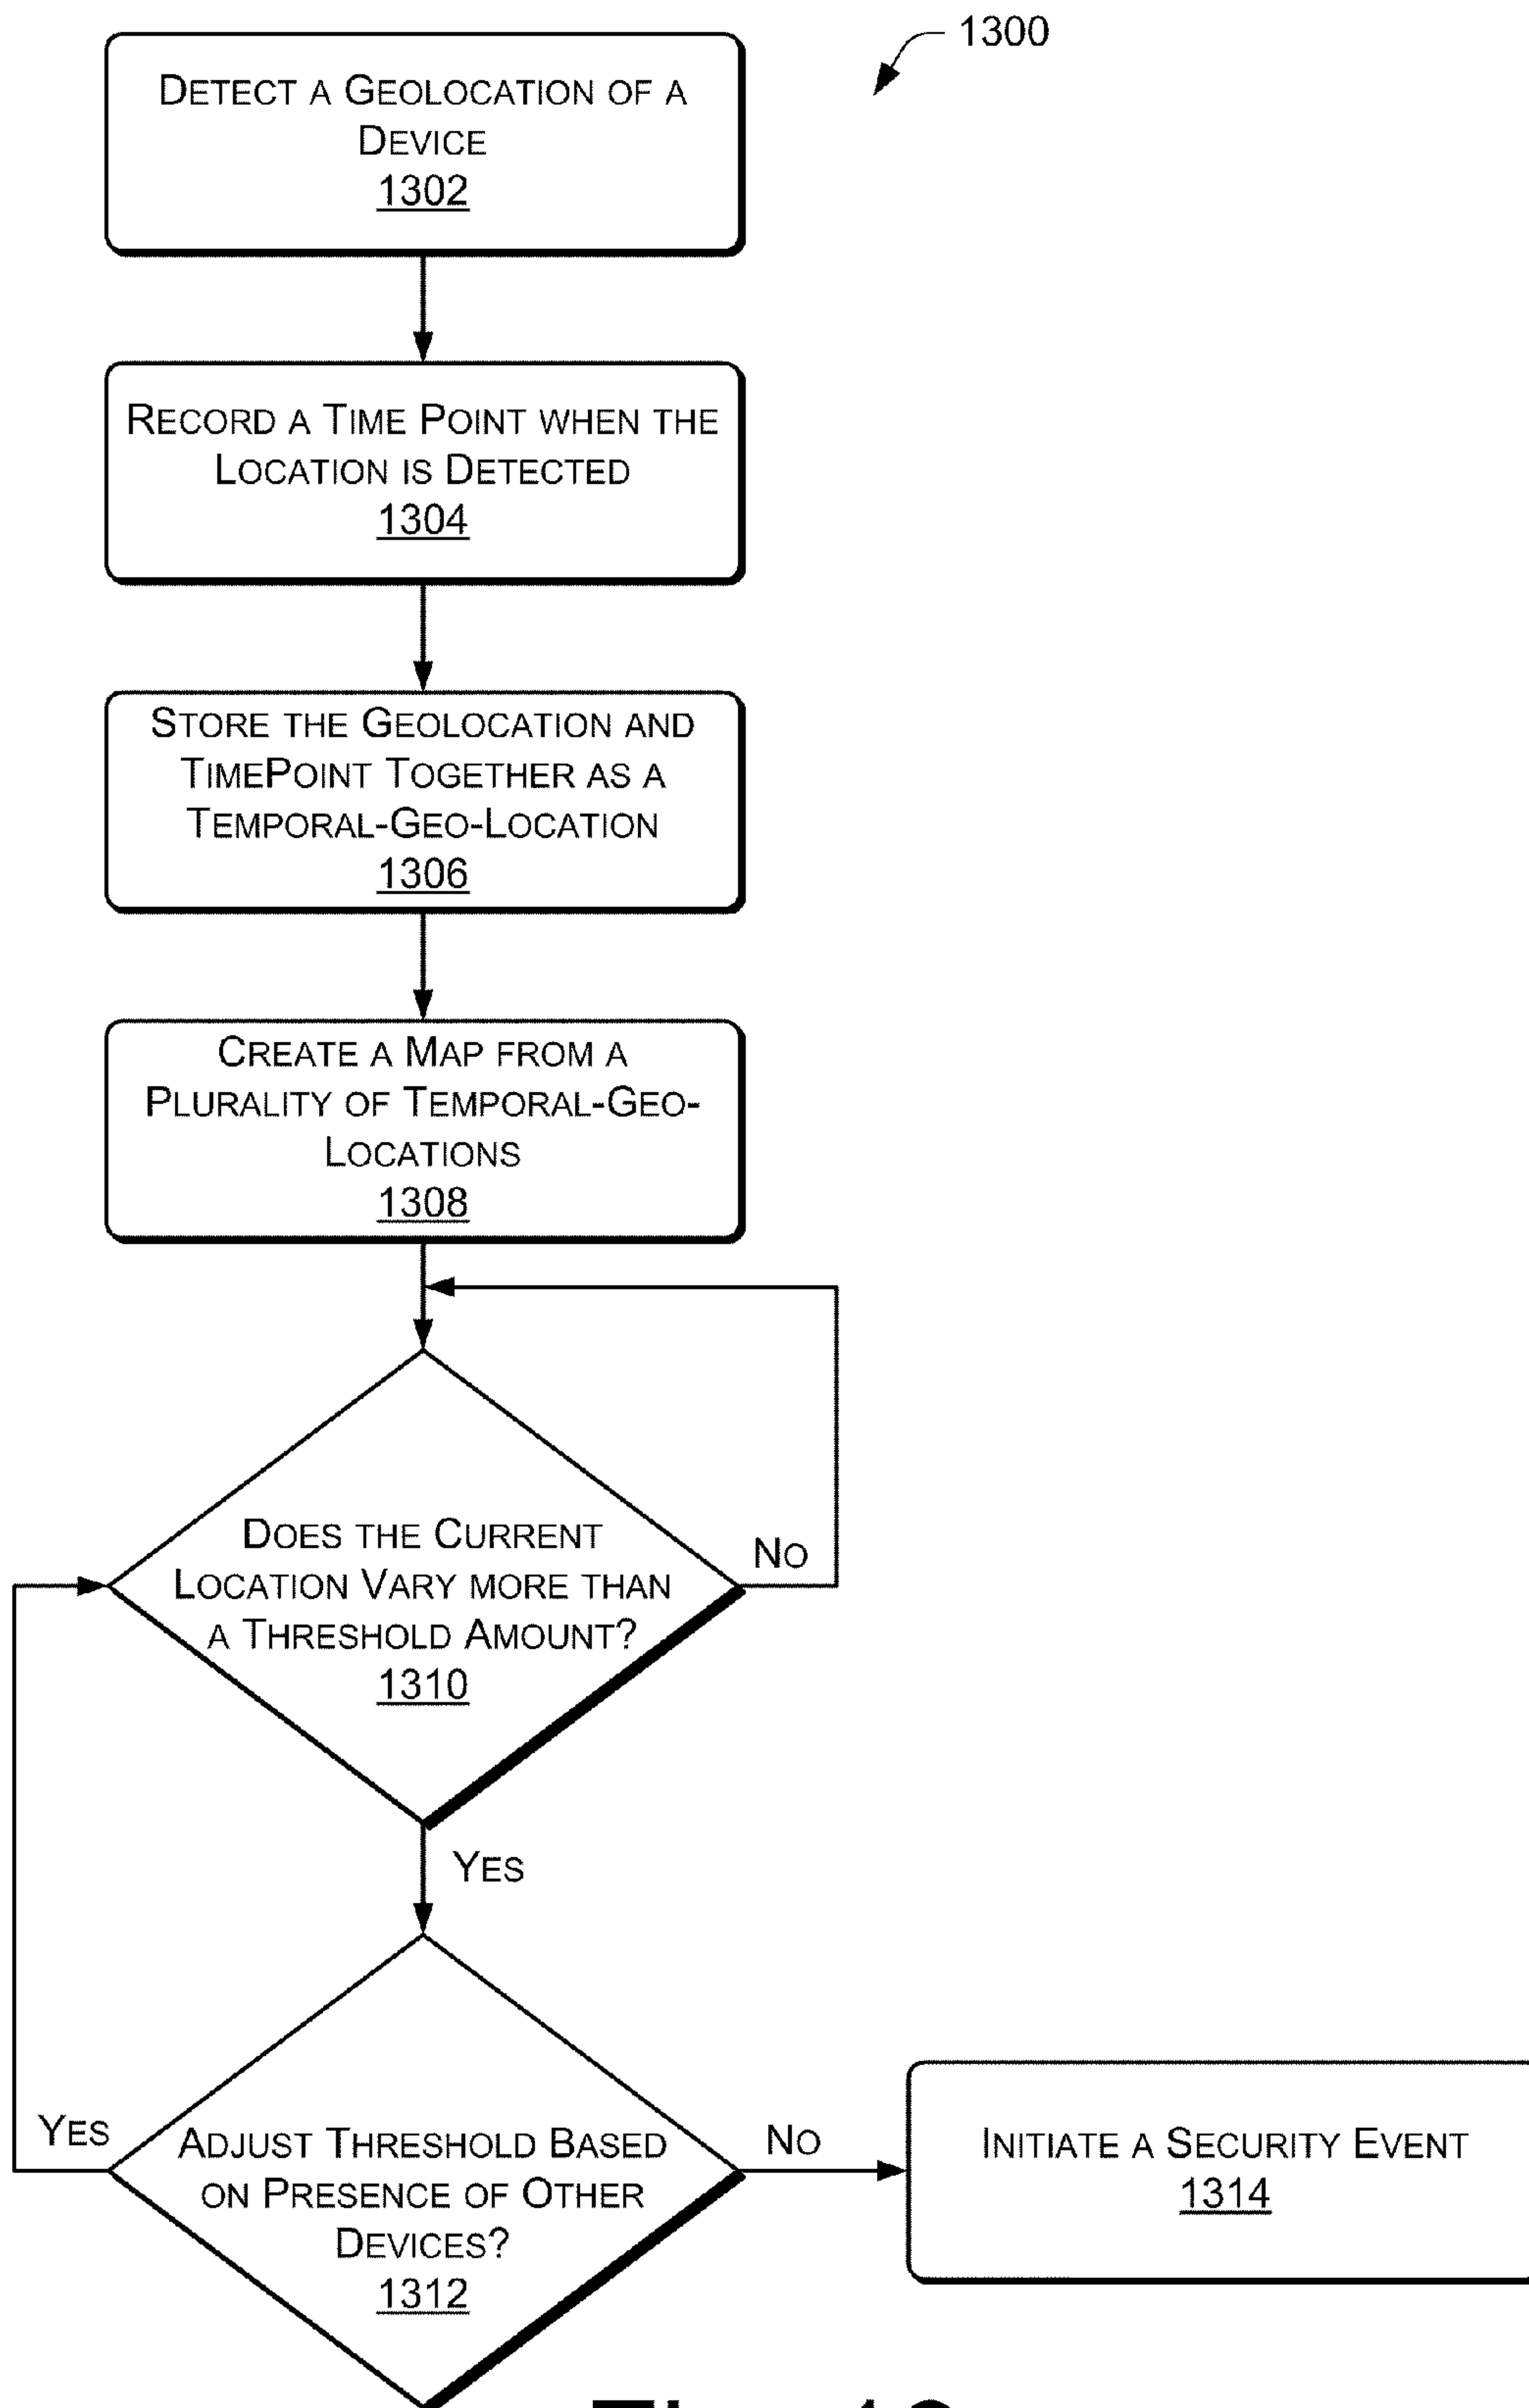 1300
DETECT A GEOLOCATION OF A
DEVICE
1302
RECORD A TIME POINT WHEN THE
LOCATION IS DETECTED
1304
STORE THE GEOLOCATION AND
TIMEPOINT TOGETHER AS A
TEMPORAL-GEO-LOCATION
1306
CREATE A MAP FROM A
PLURALITY OF TEMPORAL-GEO-
LOCATIONS
1308
DOES THE CURRENT
LOCATION VARY MORE THAN
A THRESHOLD AMOUNT?
1310
NO
YES
ADJUST THRESHOLD BASED
ON PRESENCE OF OTHER
DEVICES?
1312
YES
NO
INITIATE A SECURITY EVENT
1314